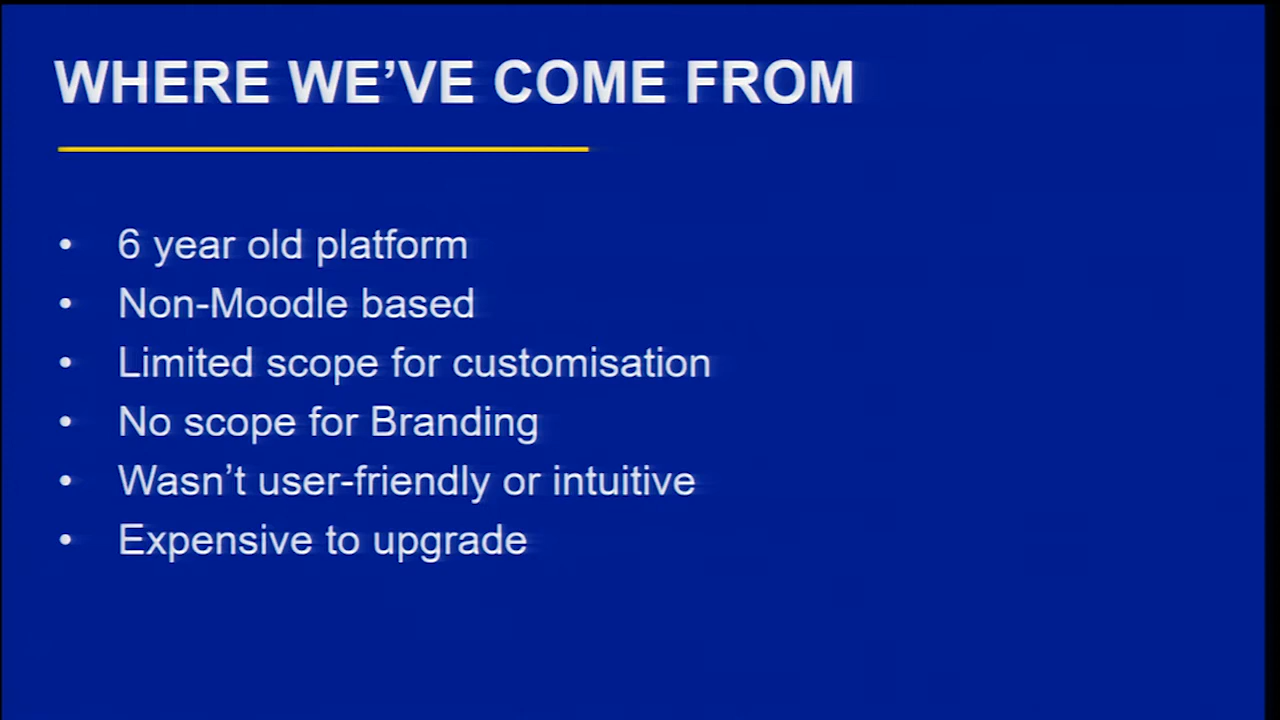 WHERE WE’VE COME FROM
• 6 year old platform
• Non-Moodle based
• Limited scope for customisation
• No scope for Branding
• Wasn’t user-friendly or intuitive
• Expensive to upgrade